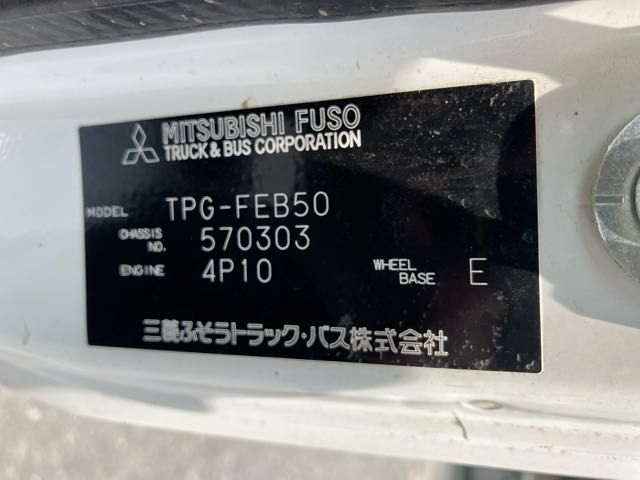 MITSUBISHI FUSO
TRUCK & BUS CORPORATION
MODEL TPG-FEB50
CHASSIS NO. 570303
ENGINE 4P10 WHEEL BASE E
三菱ふそうトラック・バス株式会社